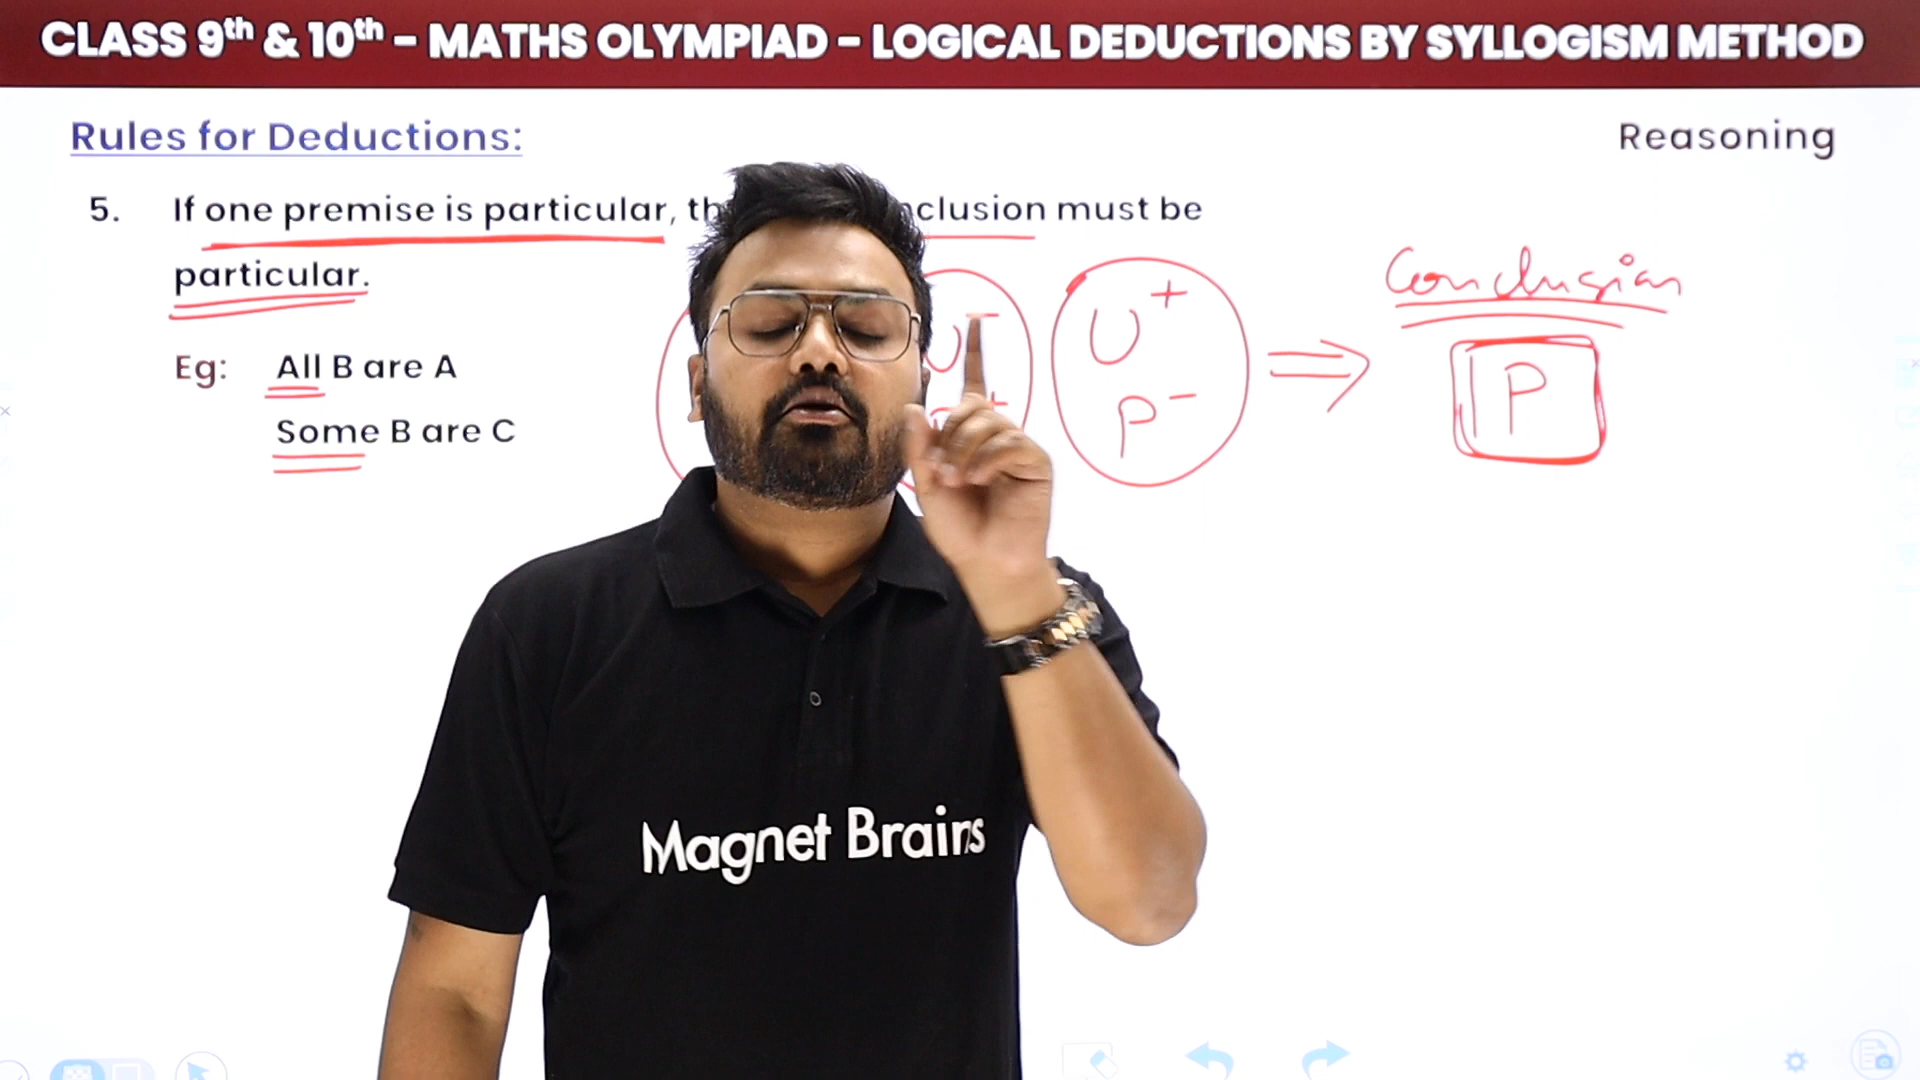 CLASS 9th & 10th - MATHS OLYMPIAD - LOGICAL DEDUCTIONS BY SYLLOGISM METHOD
Rules for Deductions:
Reasoning
5. If one premise is particular, clusion must be
particular.
Conclusion
Eg: All B are A
Some B are C
U
U+
P-
P
Magnet Brains